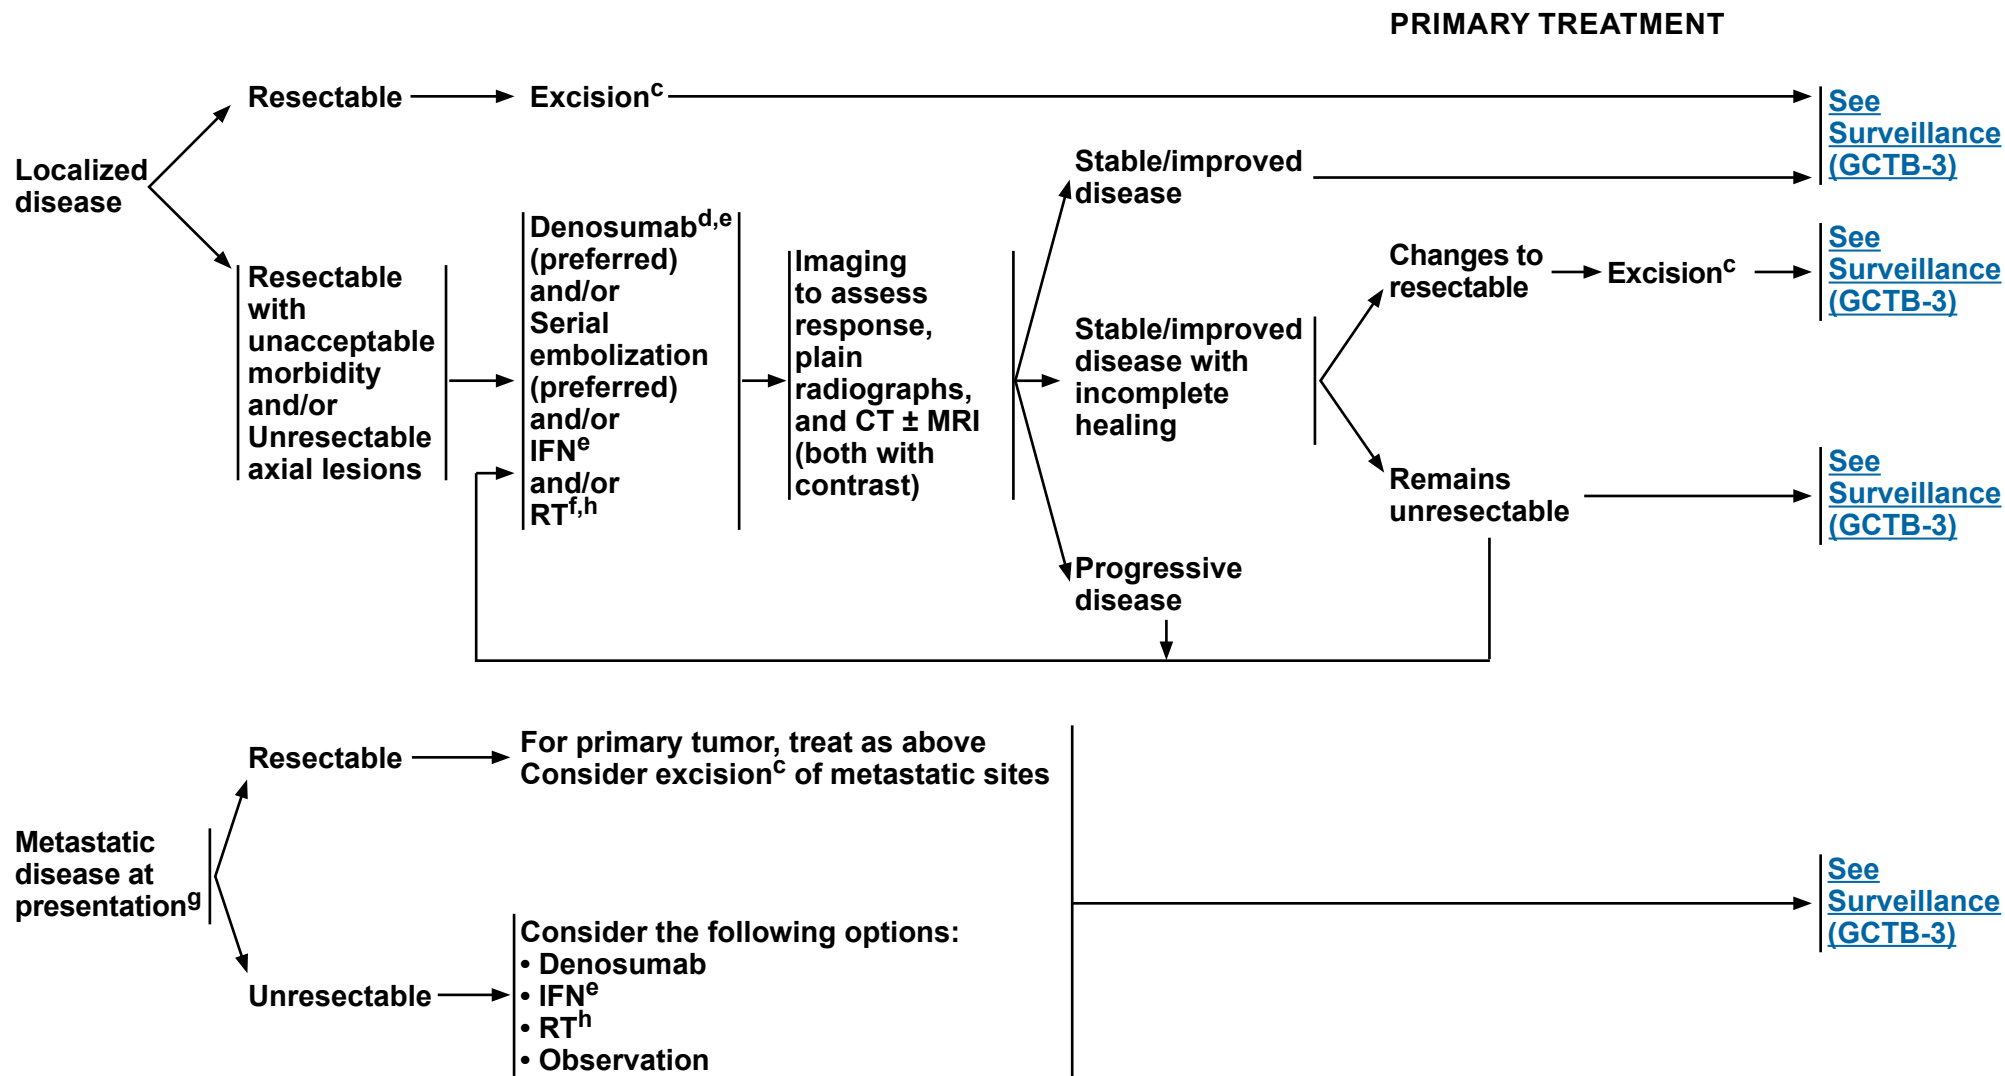 PRIMARY TREATMENT
Resectable
Excisionc
See
Surveillance
(GCTB-3)
Localized
disease
Resectable
with
unacceptable
morbidity
and/or
Unresectable
axial lesions
Denosumabd,e
(preferred)
and/or
Serial
embolization
(preferred)
and/or
IFNe
and/or
RTf,h
Imaging
to assess
response,
plain
radiographs,
and CT ± MRI
(both with
contrast)
Stable/improved
disease
Stable/improved
disease with
incomplete
healing
Changes to
resectable
Excisionc
See
Surveillance
(GCTB-3)
Remains
unresectable
See
Surveillance
(GCTB-3)
Progressive
disease
Metastatic
disease at
presentationg
Resectable
For primary tumor, treat as above
Consider excisionc of metastatic sites
Unresectable
Consider the following options:
• Denosumab
• IFNe
• RTh
• Observation
See
Surveillance
(GCTB-3)